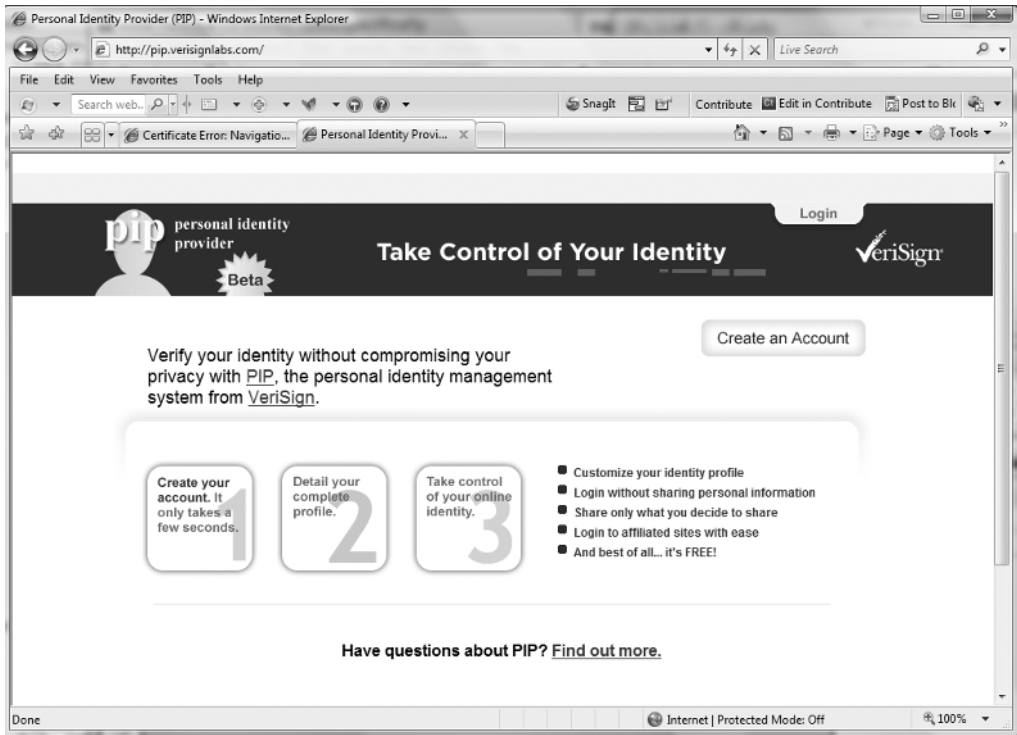 Personal Identity Provider (PIP) - Windows Internet Explorer
http://pip.verisignlabs.com/
Live Search
File Edit View Favorites Tools Help
Search web..
SnagIt
Contribute Edit in Contribute Post to Blc
Certificate Error: Navigatio...
Personal Identity Provi...
Page Tools
Login
pip personal identity
provider
Beta
Take Control of Your Identity
VeriSign
Create an Account
Verify your identity without compromising your
privacy with PIP, the personal identity management
system from VeriSign.
Create your
account. It
only takes a
few seconds.
1
Detail your
complete
profile.
2
Take control
of your online
identity.
3
Customize your identity profile
Login without sharing personal information
Share only what you decide to share
Login to affiliated sites with ease
And best of all... it's FREE!
Have questions about PIP? Find out more.
Done
Internet | Protected Mode: Off
100%